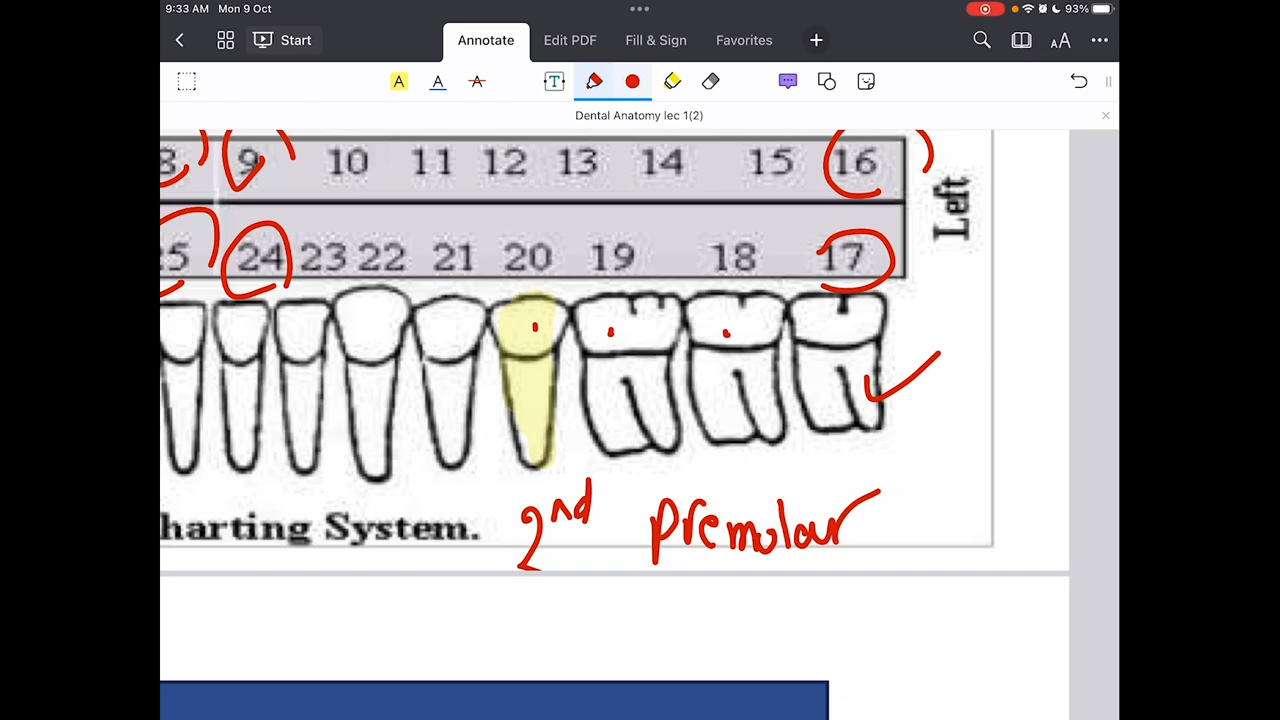 9:33 AM Mon 9 Oct
93%
Start
Annotate
Edit PDF
Fill & Sign
Favorites
Dental Anatomy lec 1(2)
8 9 10 11 12 13 14 15 16
25 24 23 22 21 20 19 18 17
Left
harting System.
2nd premolar